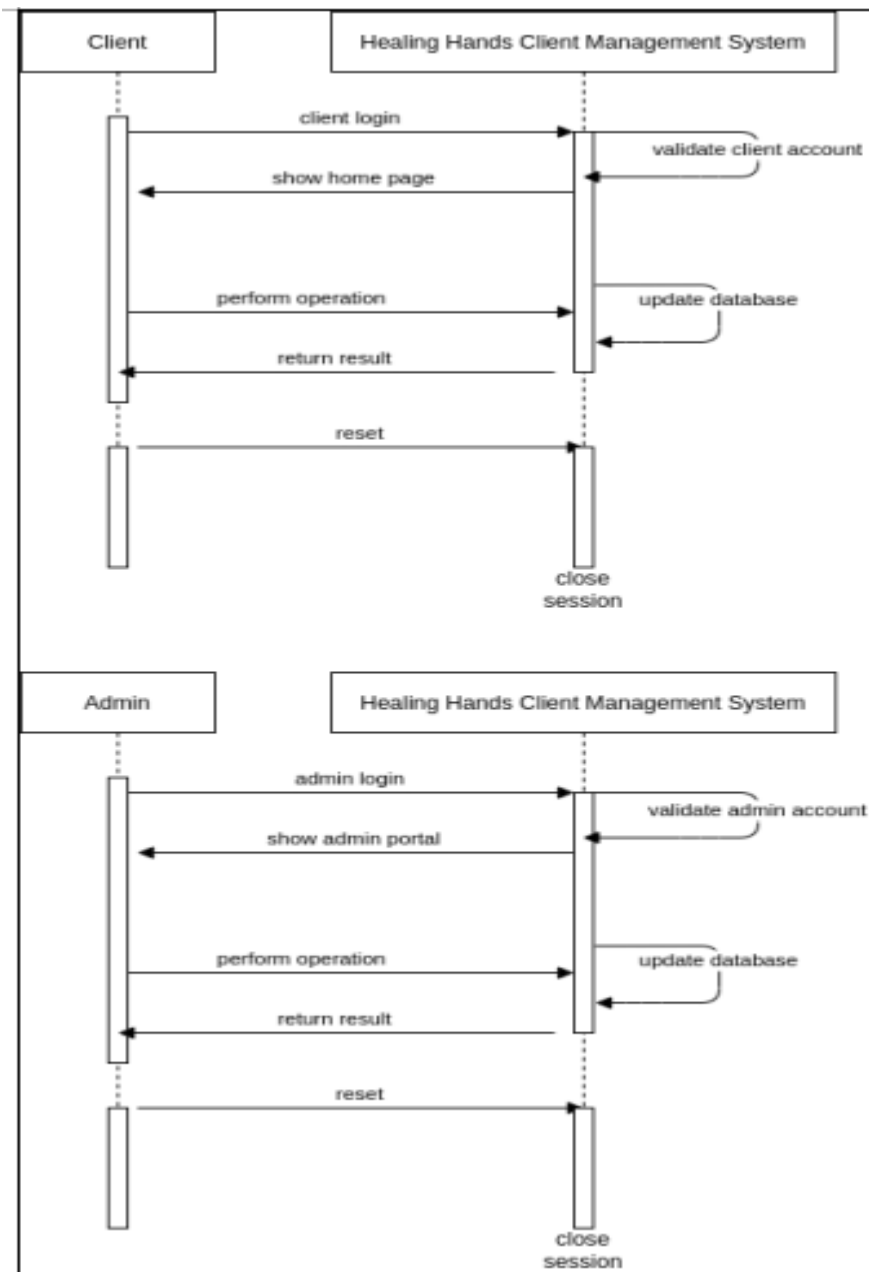 Client
Healing Hands Client Management System
client login
validate client account
show home page
perform operation
update database
return result
reset
close
session
Admin
Healing Hands Client Management System
admin login
validate admin account
show admin portal
perform operation
update database
return result
reset
close
session